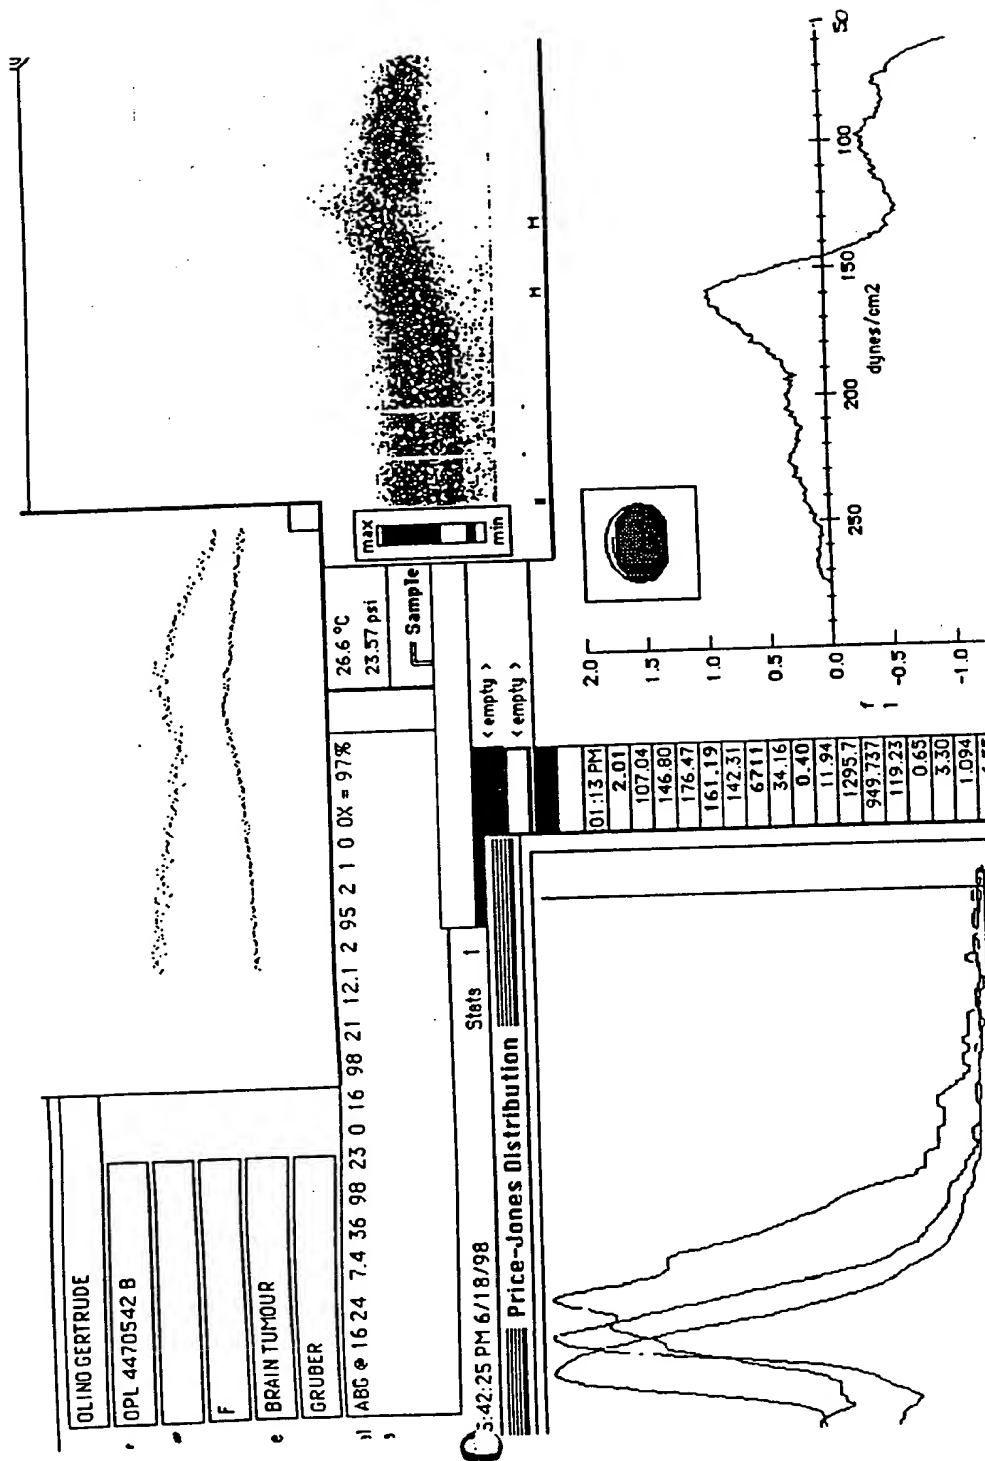 OLINO GERTRUDE
OPL 4470542 B
F
BRAIN TUMOUR
e
GRUBER
ABG @ 16 24 7.4 36 98 23 0 16 98 21 12.1 2 95 2 1 0 OX = 97%
26.6 °C
23.57 psi
Sample
max
min
H H
:42:25 PM 6/18/98
Stats 1
< empty >
< empty >
Price-Jones Distribution
01:13 PM
2.01
107.04
146.80
176.47
161.19
142.31
6711
34.16
0.40
11.94
1295.7
949.737
119.23
0.65
3.30
1.094
2.0
1.5
1.0
0.5
0.0
-0.5
-1.0
f
1
250
200
150
100
50
1
dynes/cm2